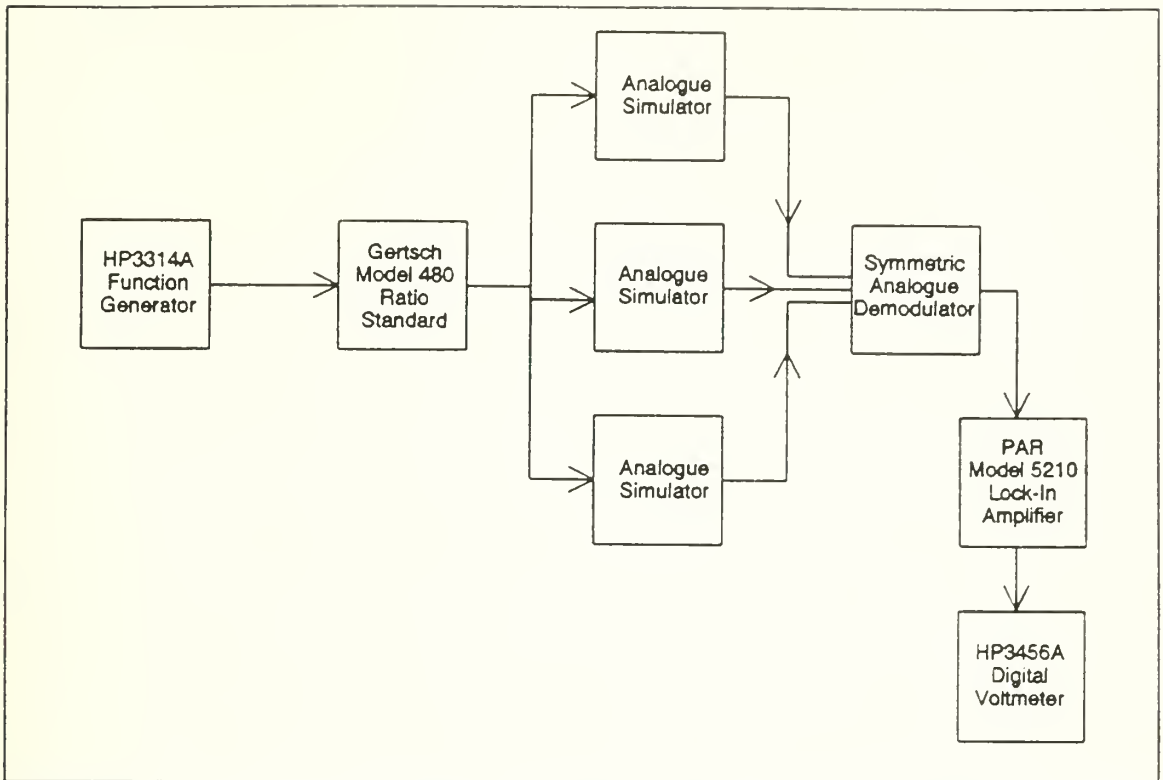 Analogue
Simulator
HP3314A
Function
Generator
Gertsch
Model 480
Ratio
Standard
Analogue
Simulator
Symmetric
Analogue
Demodulator
Analogue
Simulator
PAR
Model 5210
Lock-In
Amplifier
HP3456A
Digital
Voltmeter